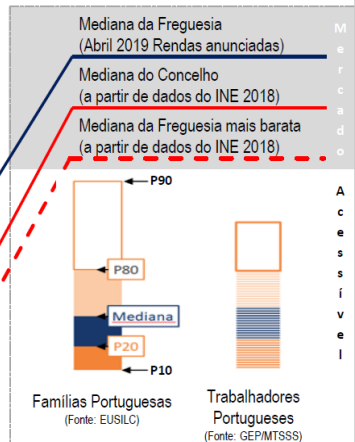 Mediana da Freguesia
(Abril 2019 Rendas anunciadas)
Mediana do Concelho
(a partir de dados do INE 2018)
Mediana da Freguesia mais barata
(a partir de dados do INE 2018)
Mercado
P90
P80
Mediana
P20
P10
Acessível
Famílias Portuguesas
(Fonte: EUSILC)
Trabalhadores
Portugueses
(Fonte: GEP/MTSSS)